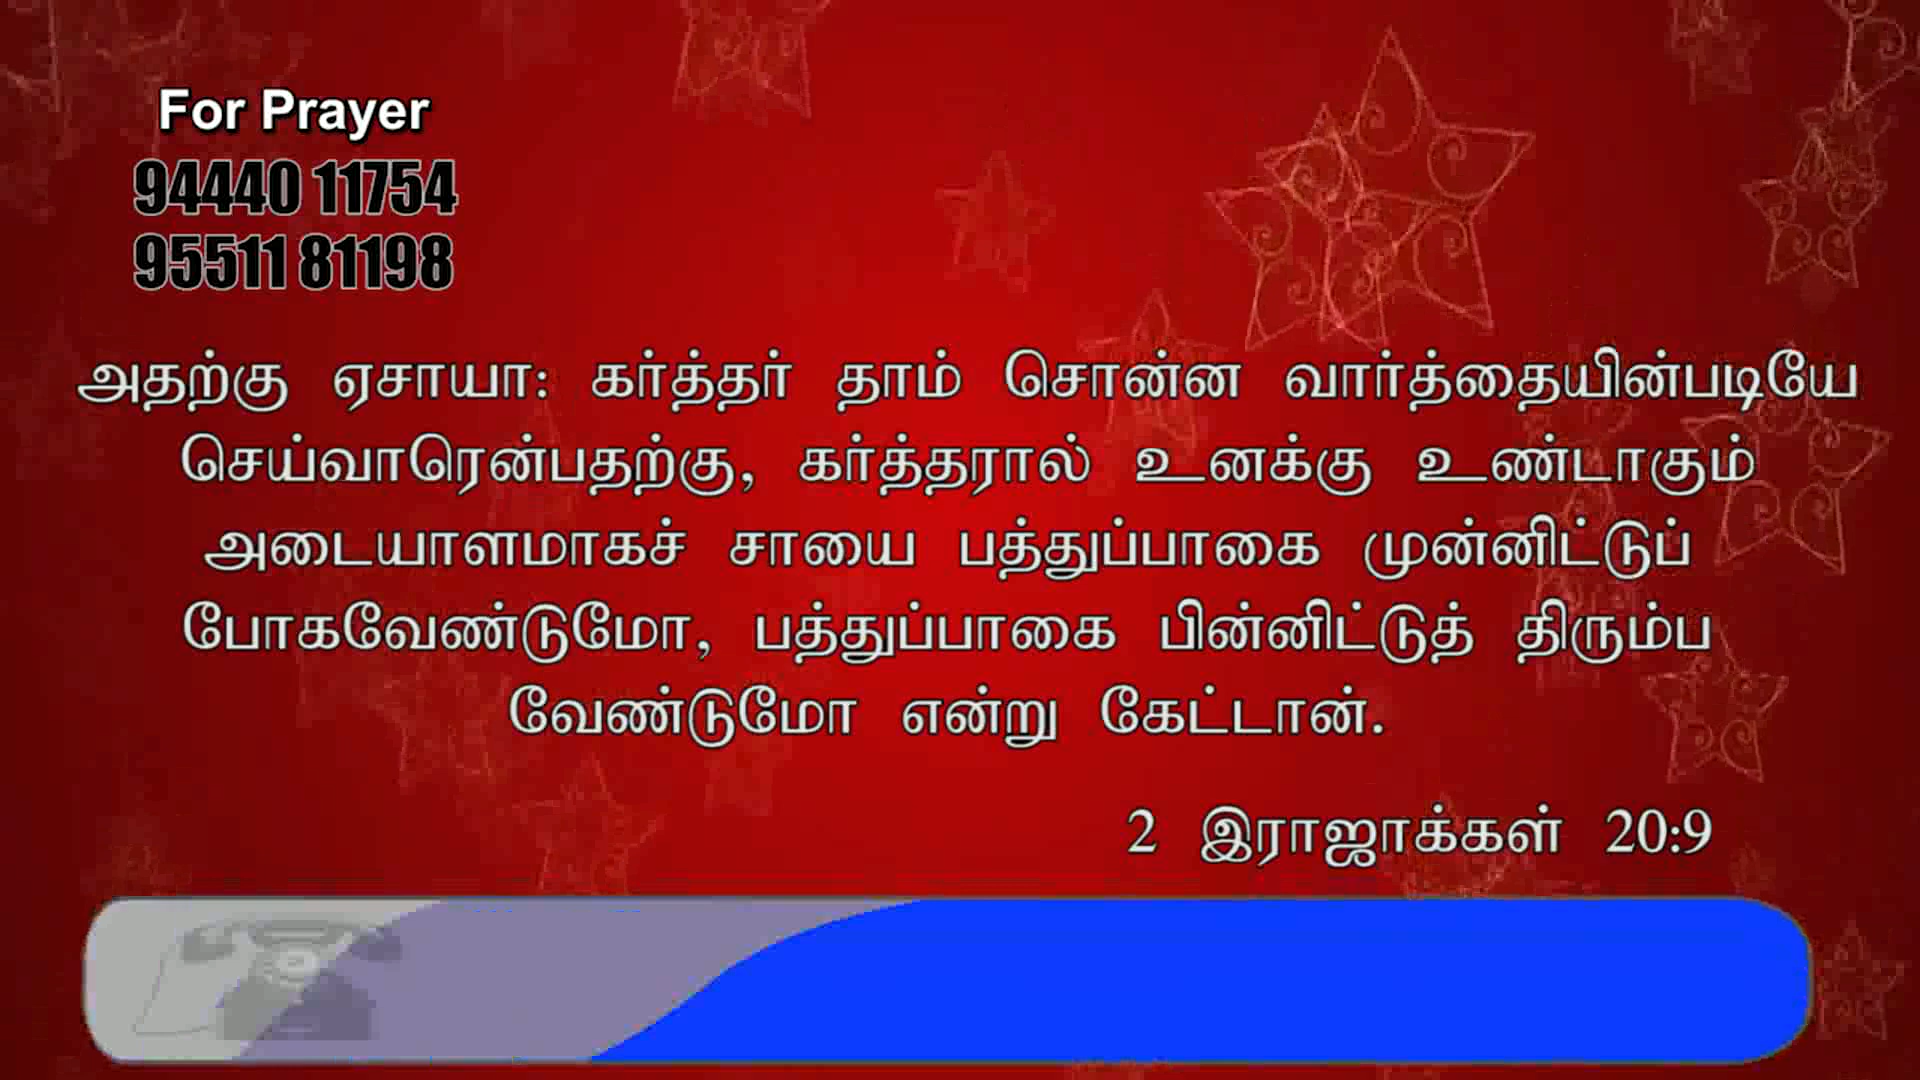 For Prayer
94440 11754
95511 81198
அதற்கு ஏசாயா: கர்த்தர் தாம் சொன்ன வார்த்தையின்படியே
செய்வாரென்பதற்கு, கர்த்தரால் உனக்கு உண்டாகும்
அடையாளமாகச் சாயை பத்துப்பாகை முன்னிட்டுப்
போகவேண்டுமோ, பத்துப்பாகை பின்னிட்டுத் திரும்ப
வேண்டுமோ என்று கேட்டான்.
2 இராஜாக்கள் 20:9